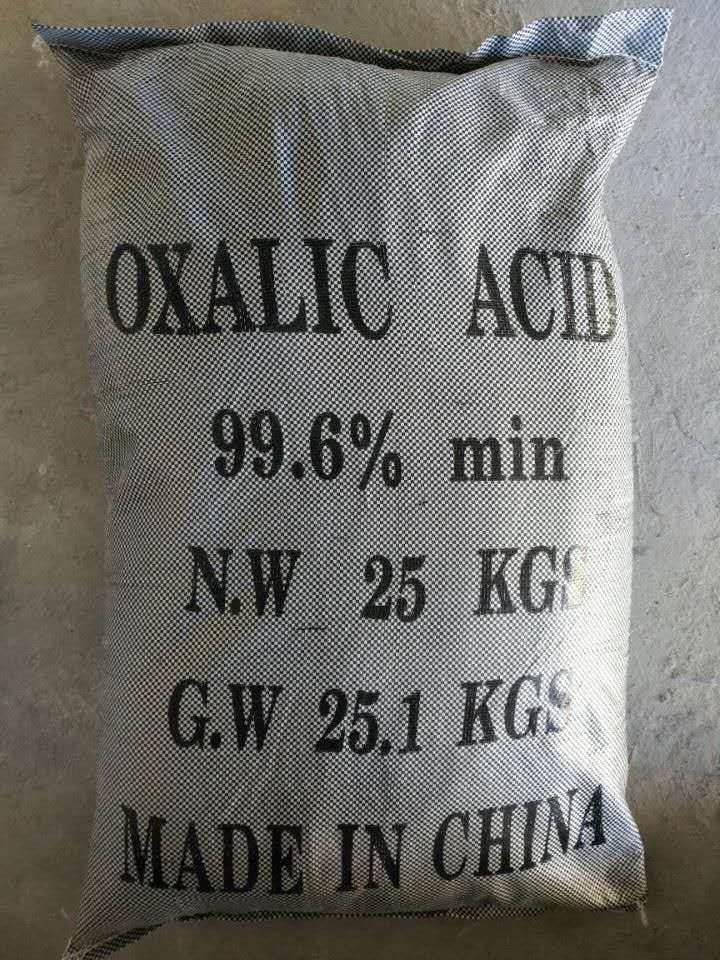 OXALIC ACID
99.6% min
N.W 25 KGS
G.W 25.1 KGS
MADE IN CHINA